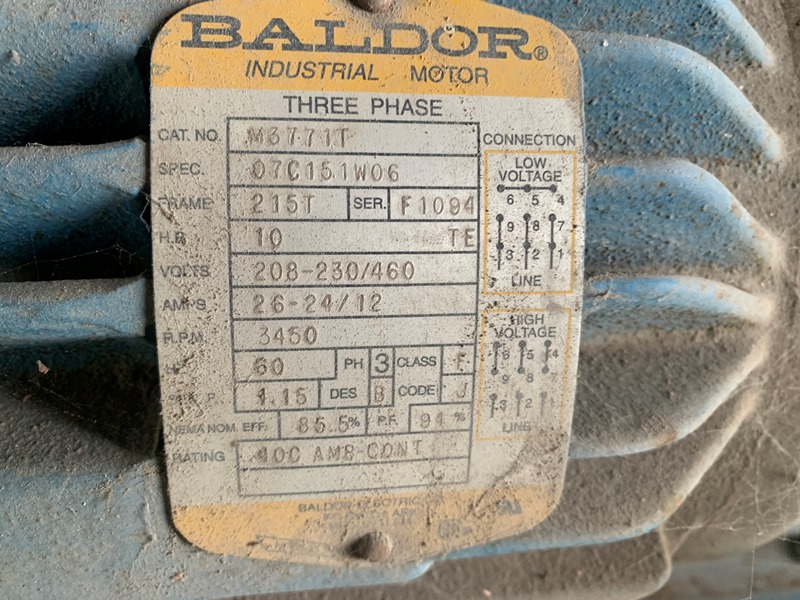 BALDOR®
INDUSTRIAL MOTOR
THREE PHASE
CAT. NO. M3771T
SPEC. 07C151W06
FRAME 215T SER. F1094
H.P. 10 TE
VOLTS 208-230/460
AMPS 26-24/12
R.P.M. 3450
60 PH 3 CLASS F
1.15 DES B CODE J
NEMA NOM. EFF. 85.5% P.F. 91%
RATING 40C AMB-CONT
CONNECTION
LOW
VOLTAGE
6 5 4
9 8 7
3 2 1
LINE
HIGH
VOLTAGE
6 5 4
9 8 7
3 2 1
LINE
BALDOR ELECTRIC